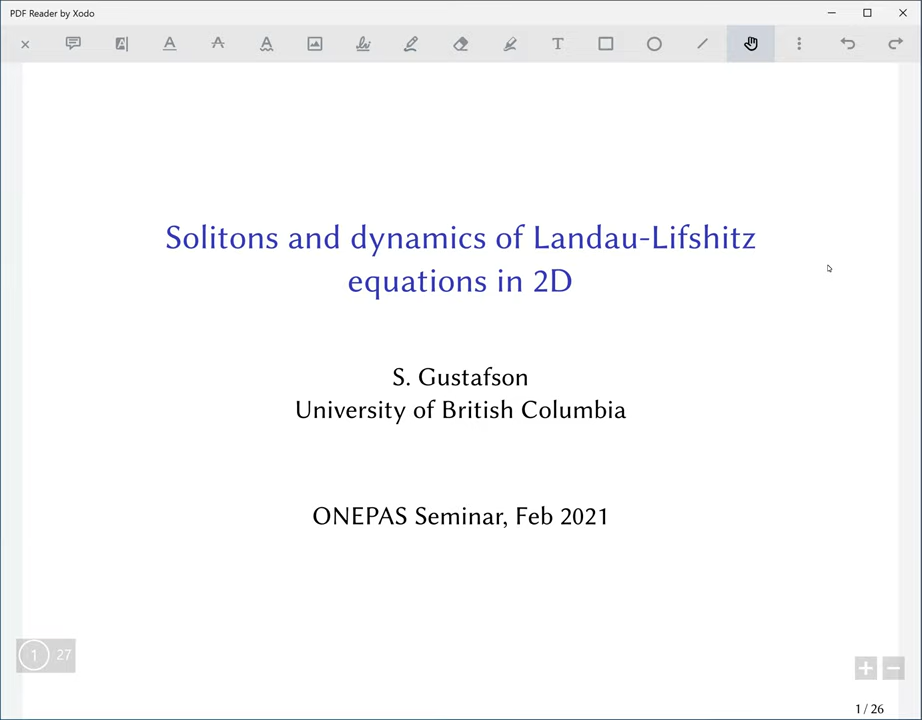 PDF Reader by Xodo
Solitons and dynamics of Landau-Lifshitz
equations in 2D
S. Gustafson
University of British Columbia
ONEPAS Seminar, Feb 2021
1 27
1 / 26